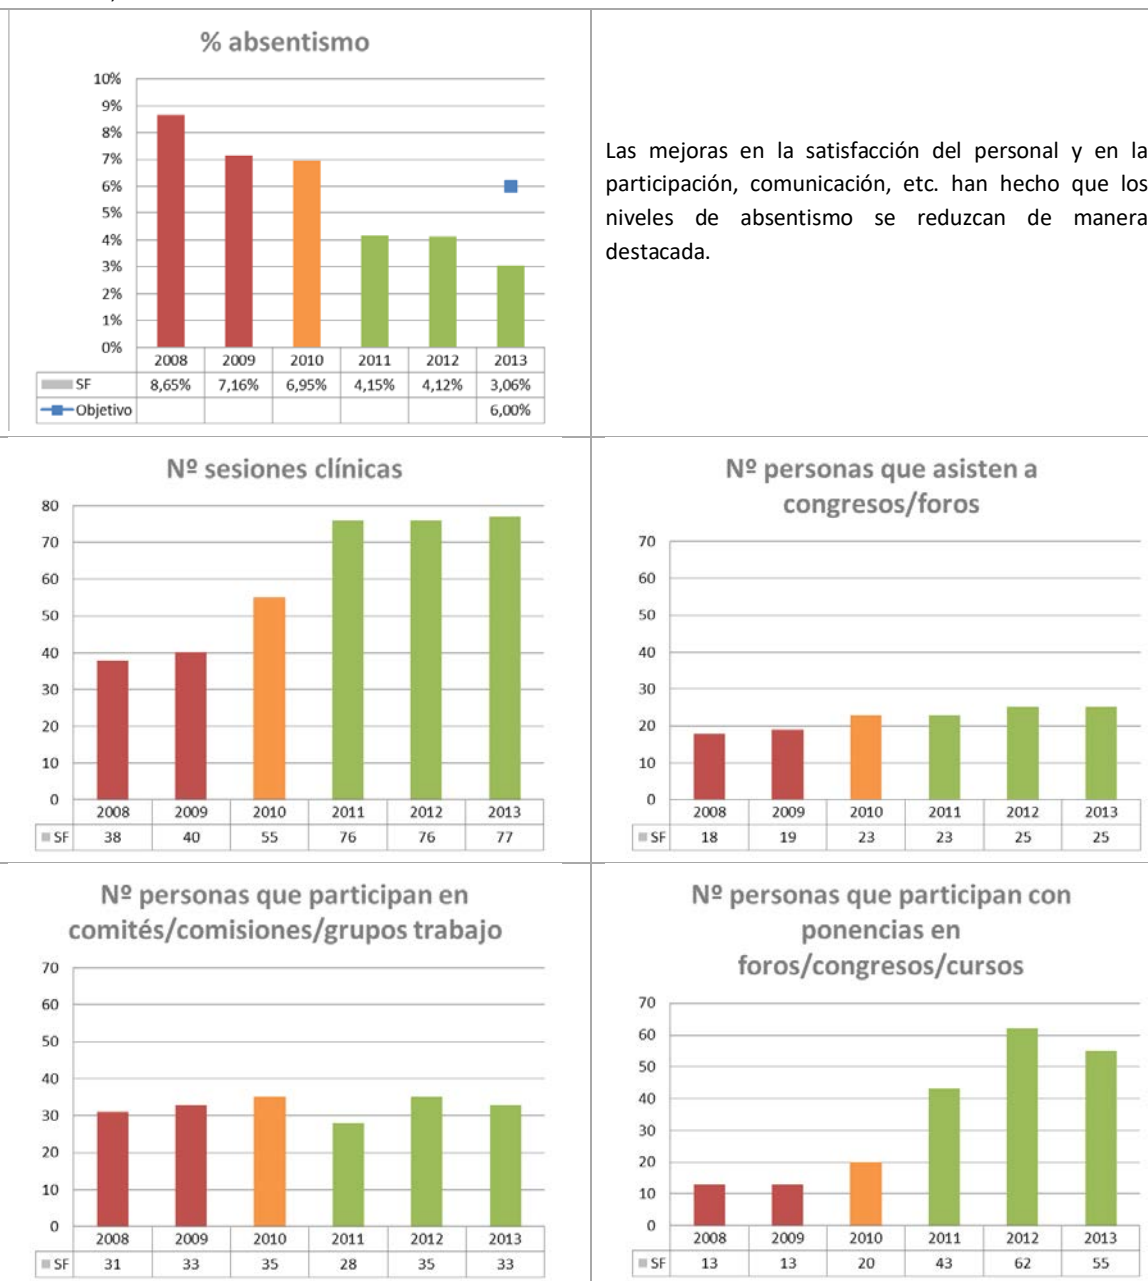 % absentismo
10%
9%
8%
7%
6%
5%
4%
3%
2%
1%
0%
2008 2009 2010 2011 2012 2013
SF 8,65% 7,16% 6,95% 4,15% 4,12% 3,06%
Objetivo 6,00%
Las mejoras en la satisfacción del personal y en la
participación, comunicación, etc. han hecho que los
niveles de absentismo se reduzcan de manera
destacada.
Nº sesiones clínicas
80
70
60
50
40
30
20
10
0
2008 2009 2010 2011 2012 2013
SF 38 40 55 76 76 77
Nº personas que asisten a
congresos/foros
70
60
50
40
30
20
10
0
2008 2009 2010 2011 2012 2013
SF 18 19 23 23 25 25
Nº personas que participan en
comités/comisiones/grupos trabajo
70
60
50
40
30
20
10
0
2008 2009 2010 2011 2012 2013
SF 31 33 35 28 35 33
Nº personas que participan con
ponencias en
foros/congresos/cursos
70
60
50
40
30
20
10
0
2008 2009 2010 2011 2012 2013
SF 13 13 20 43 62 55